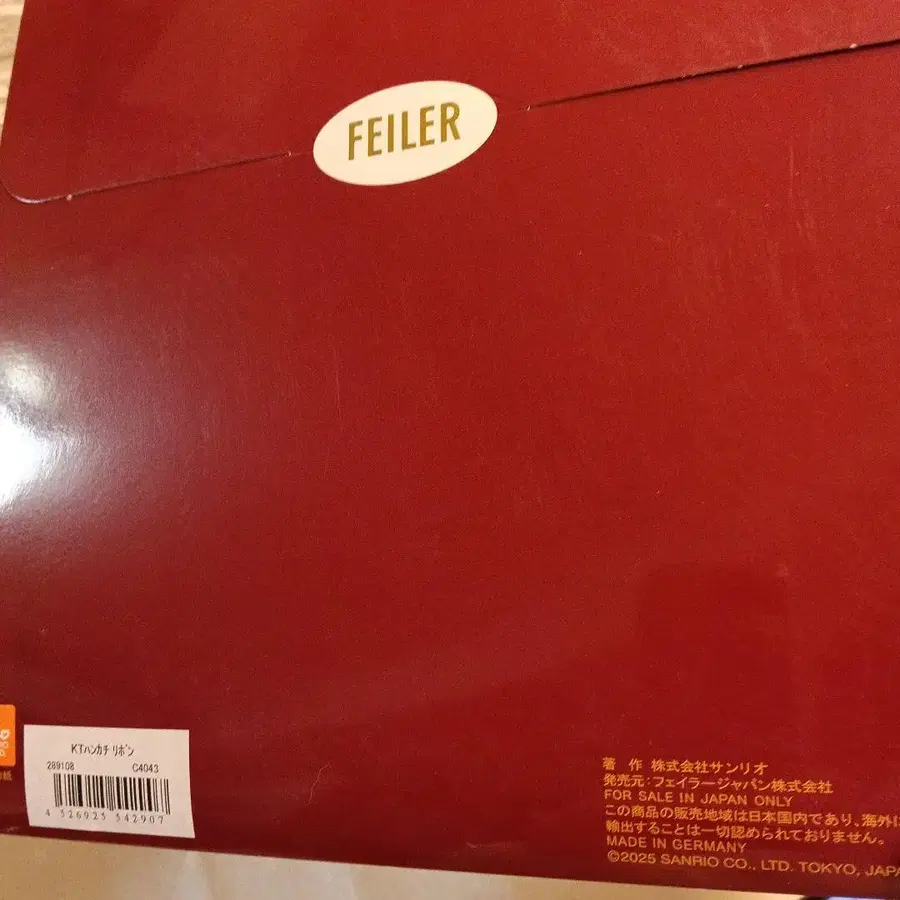 FEILER
KTハンカチ リボン
289108 C4043
4 526925 542907
著 作 株式会社サンリオ
発売元:フェイラージャパン株式会社
FOR SALE IN JAPAN ONLY
この商品の販売地域は日本国内であり、海外に
輸出することは一切認められておりません。
MADE IN GERMANY
©2025 SANRIO CO., LTD. TOKYO, JAPA